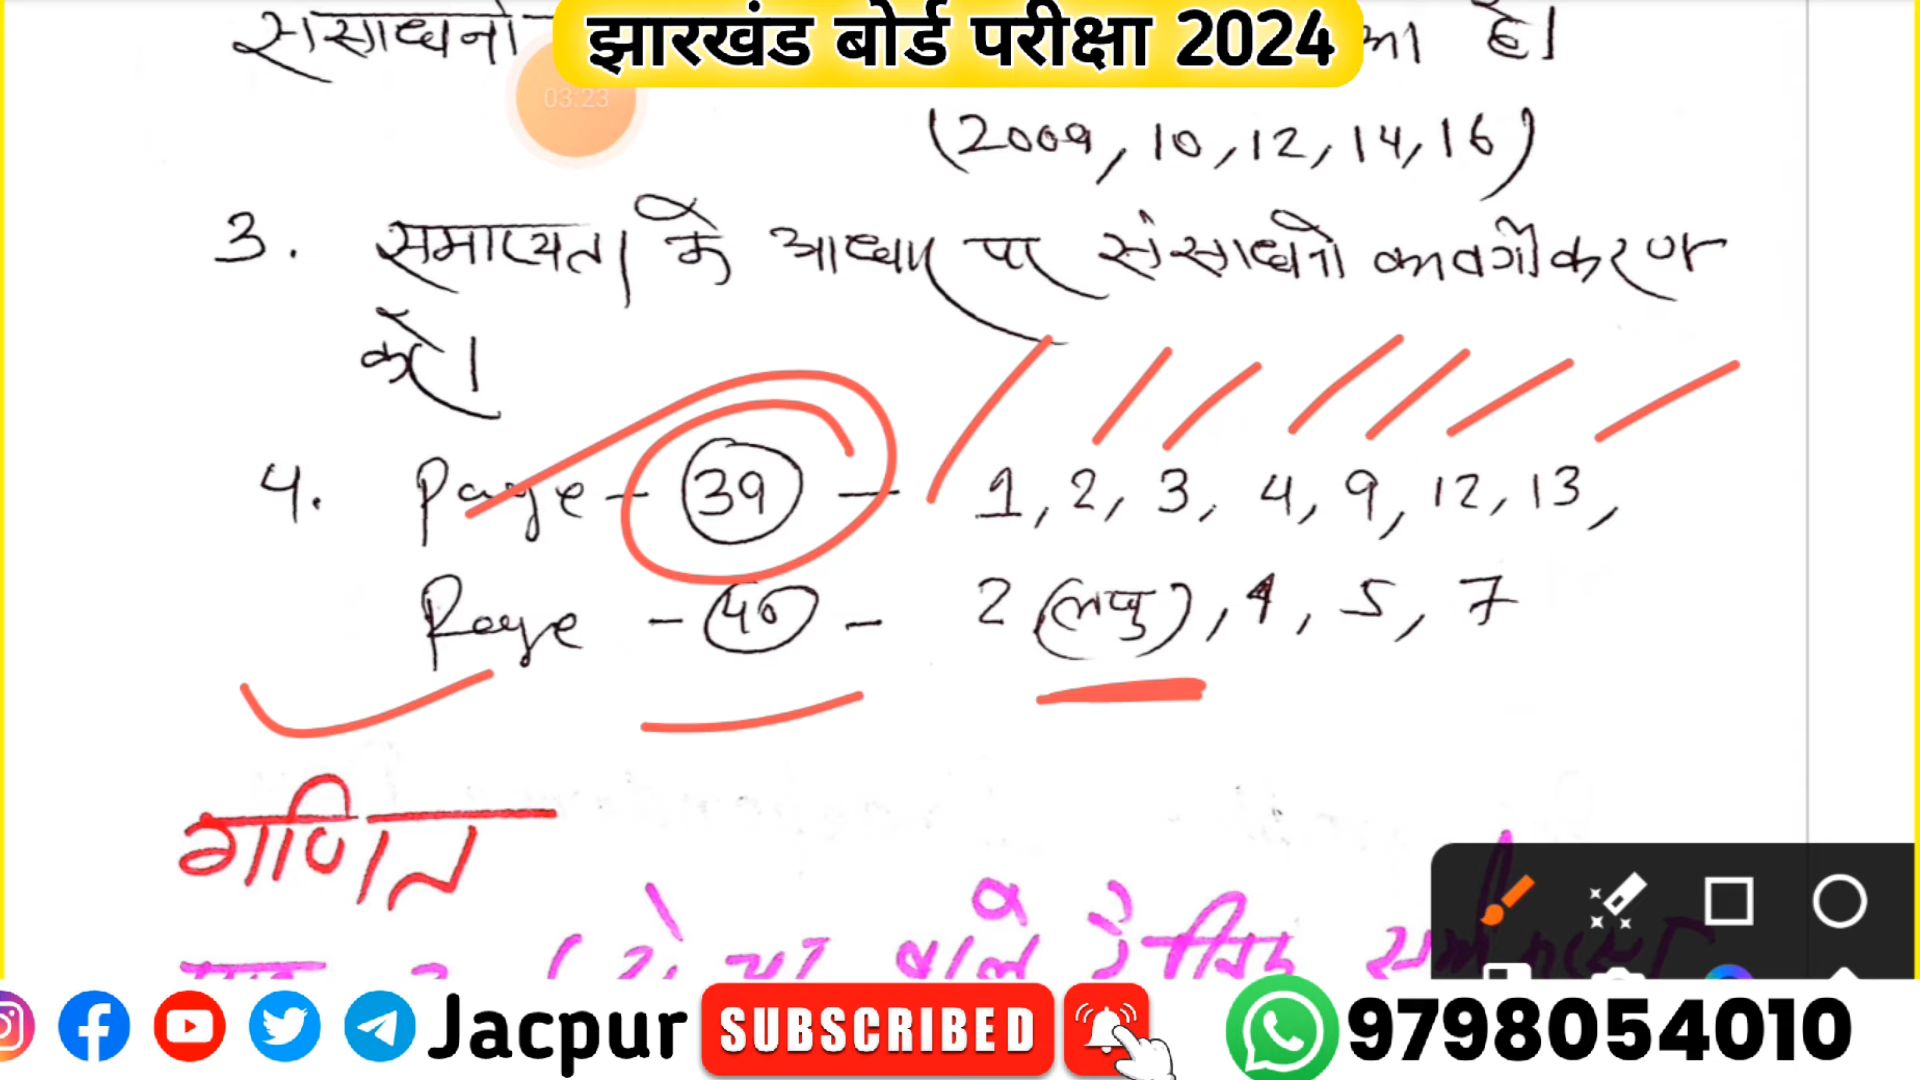 झारखंड बोर्ड परीक्षा 2024
संसाधनो है।
03:23
(2009, 10, 12, 14, 16)
3. समाप्यता के आधार पर संसाधनो का वर्गीकरण
करे।
4. Page - 39 - 1, 2, 3, 4, 9, 12, 13,
Page - 40 - 2 (लघु), 4, 5, 7
गणित
Jacpur SUBSCRIBED 9798054010